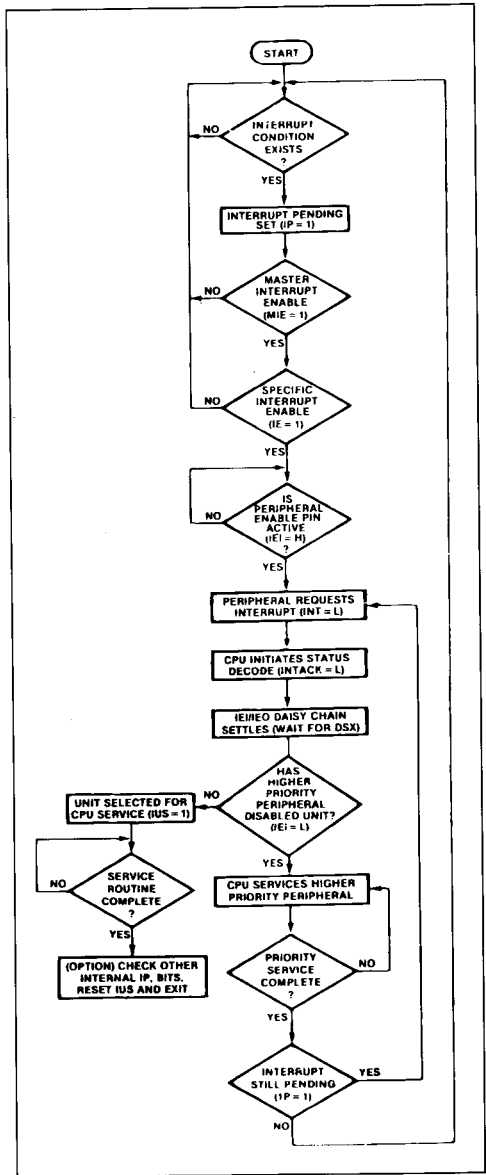 START
INTERRUPT
CONDITION
EXISTS
?
NO
YES
INTERRUPT PENDING
SET (IP = 1)
MASTER
INTERRUPT
ENABLE
(MIE = 1)
NO
YES
SPECIFIC
INTERRUPT
ENABLE
(IE = 1)
NO
YES
IS
PERIPHERAL
ENABLE PIN
ACTIVE
(IEI = H)
?
NO
YES
PERIPHERAL REQUESTS
INTERRUPT (INT = L)
CPU INITIATES STATUS
DECODE (INTACK = L)
IEI/IEO DAISY CHAIN
SETTLES (WAIT FOR DSX)
HAS
HIGHER
PRIORITY
PERIPHERAL
DISABLED UNIT?
(IEI = L)
NO
YES
UNIT SELECTED FOR
CPU SERVICE (IUS = 1)
SERVICE
ROUTINE
COMPLETE
?
NO
YES
(OPTION) CHECK OTHER
INTERNAL IP, BITS,
RESET IUS AND EXIT
CPU SERVICES HIGHER
PRIORITY PERIPHERAL
PRIORITY
SERVICE
COMPLETE
?
NO
YES
INTERRUPT
STILL PENDING
(IP = 1)
YES
NO